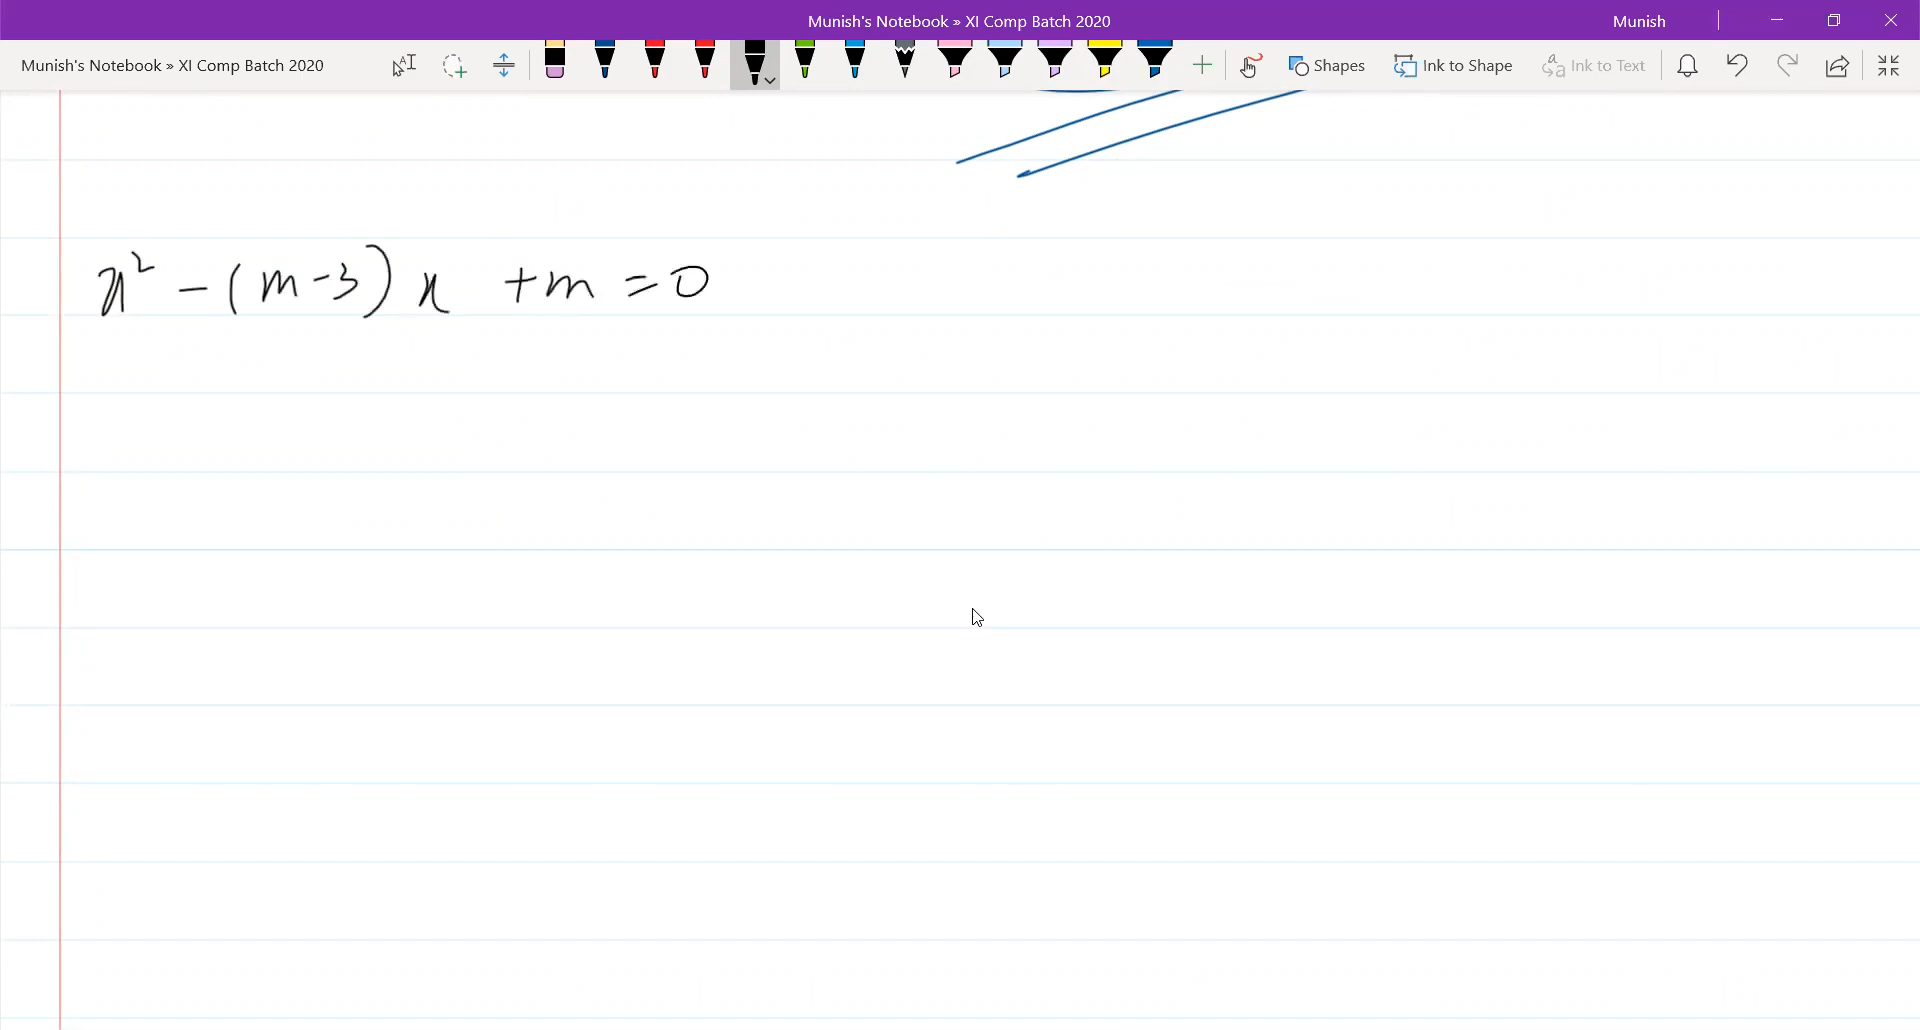 Munish's Notebook » XI Comp Batch 2020
Munish
Munish's Notebook » XI Comp Batch 2020
Shapes
Ink to Shape
Ink to Text
x² - (m-3) x + m = 0